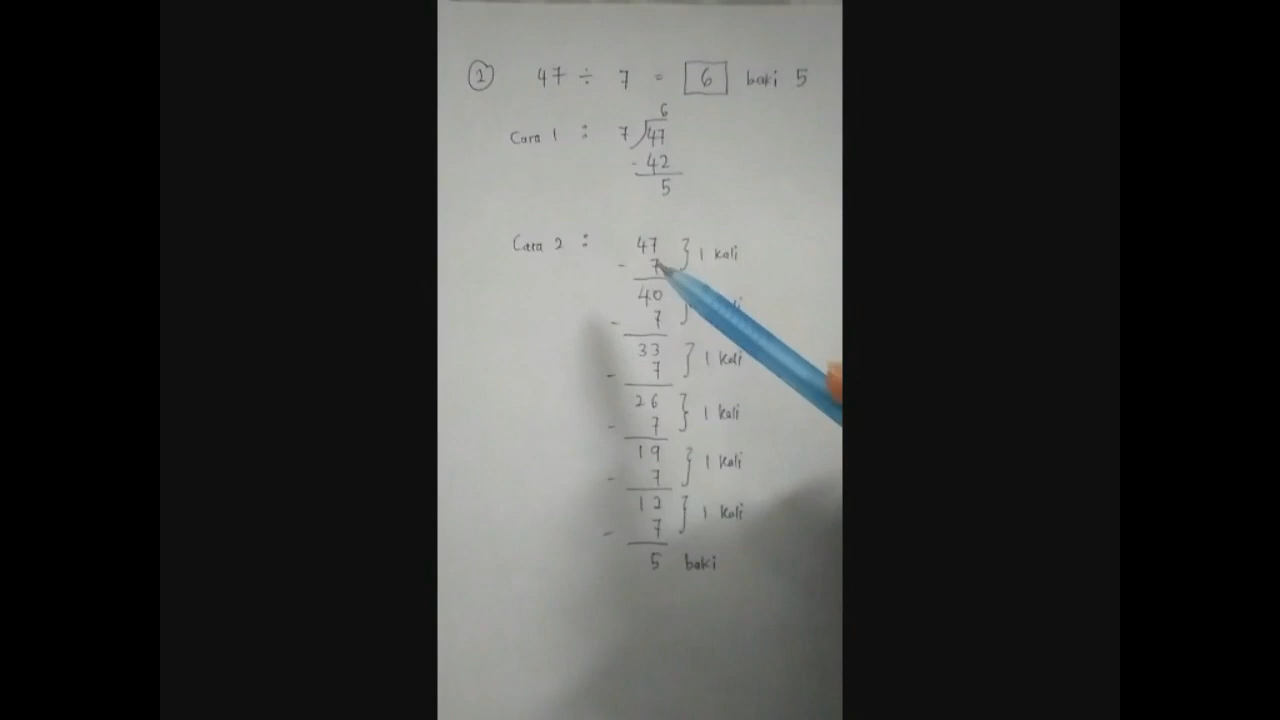 2 47 ÷ 7 = 6 baki 5
6
Cara 1 : 7 47
- 42
5
Cara 2 : 47
- 7 } 1 kali
40
- 7 }
33
- 7 } 1 kali
26
- 7 } 1 kali
19
- 7 } 1 kali
12
- 7 } 1 kali
5 baki